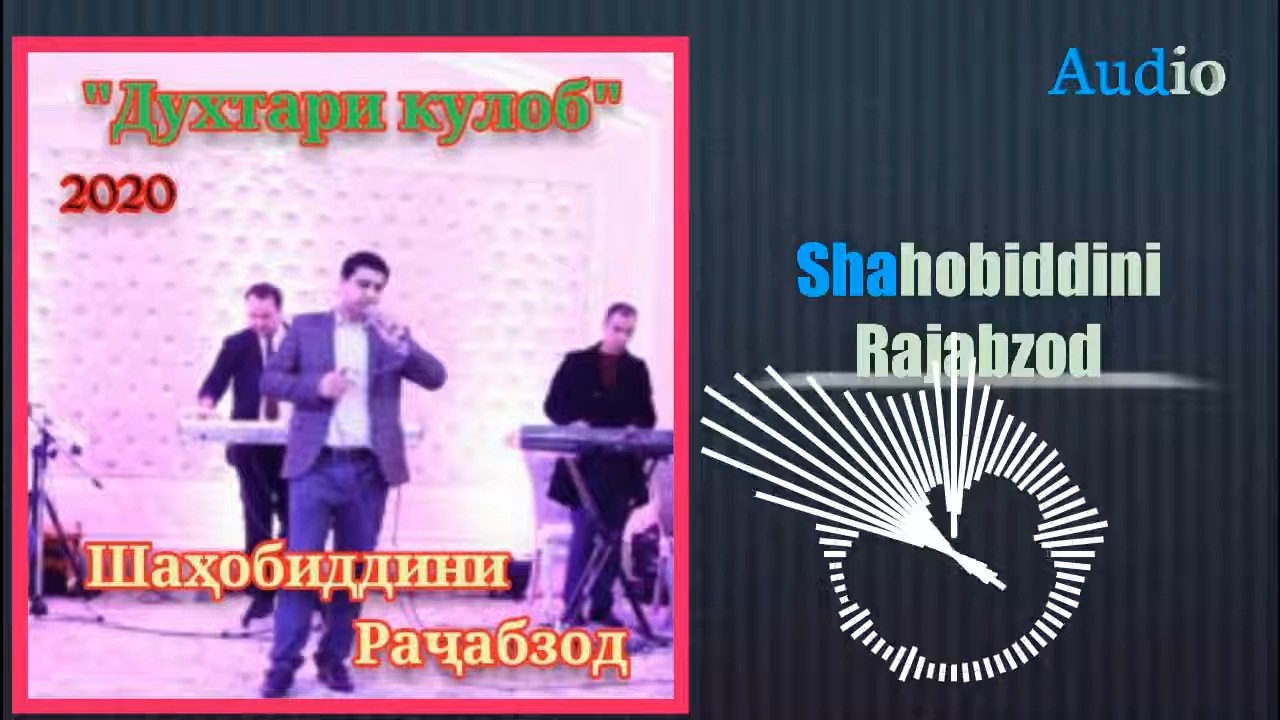 "Духтари кулоб"
2020
Шаҳобиддини
Раҷабзод
Audio
Shahobiddini
Rajabzod